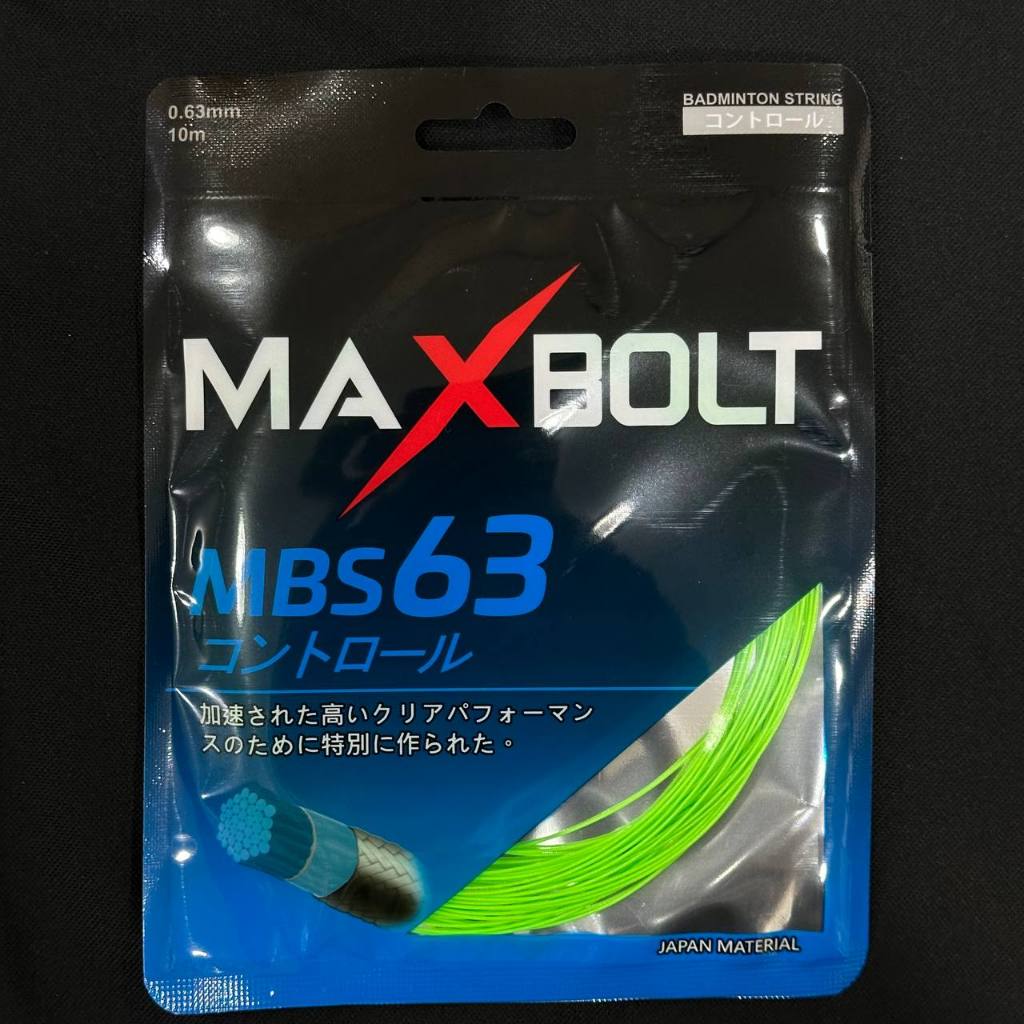 0.63mm
10m
BADMINTON STRING
コントロール
MAXBOLT
MBS63
コントロール
加速された高いクリアパフォーマン
スのために特別に作られた。
JAPAN MATERIAL